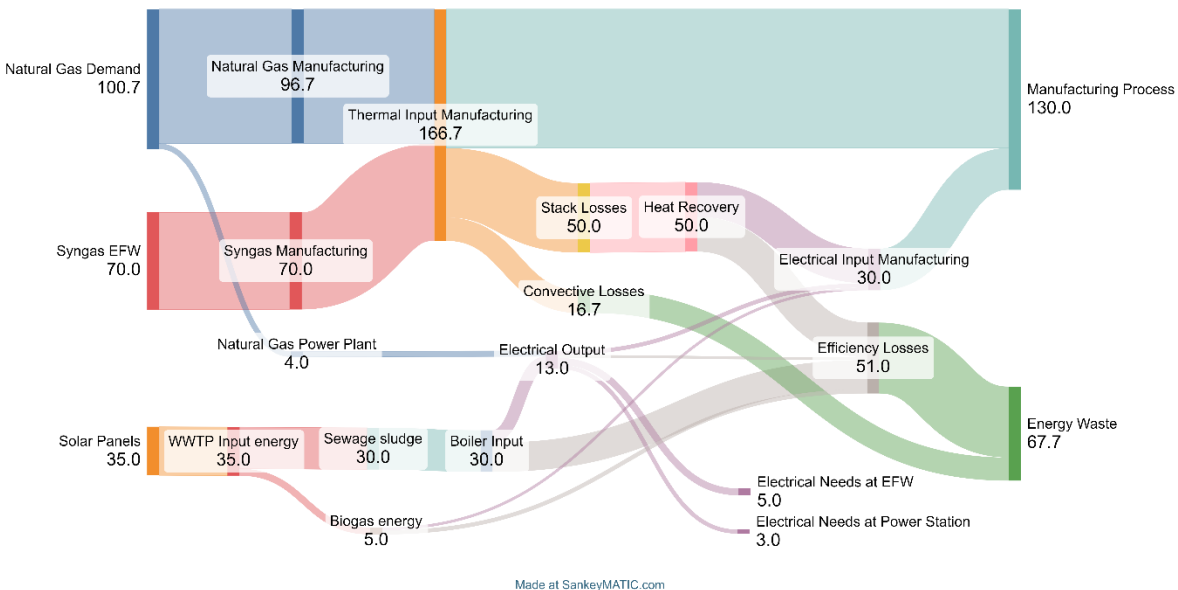 Natural Gas Demand
100.7
Natural Gas Manufacturing
96.7
Thermal Input Manufacturing
166.7
Manufacturing Process
130.0
Syngas EFW
70.0
Syngas Manufacturing
70.0
Stack Losses
50.0
Heat Recovery
50.0
Electrical Input Manufacturing
30.0
Convective Losses
16.7
Natural Gas Power Plant
4.0
Electrical Output
13.0
Efficiency Losses
51.0
Solar Panels
35.0
WWTP Input energy
35.0
Sewage sludge
30.0
Boiler Input
30.0
Energy Waste
67.7
Electrical Needs at EFW
5.0
Biogas energy
5.0
Electrical Needs at Power Station
3.0
Made at SankeyMATIC.com